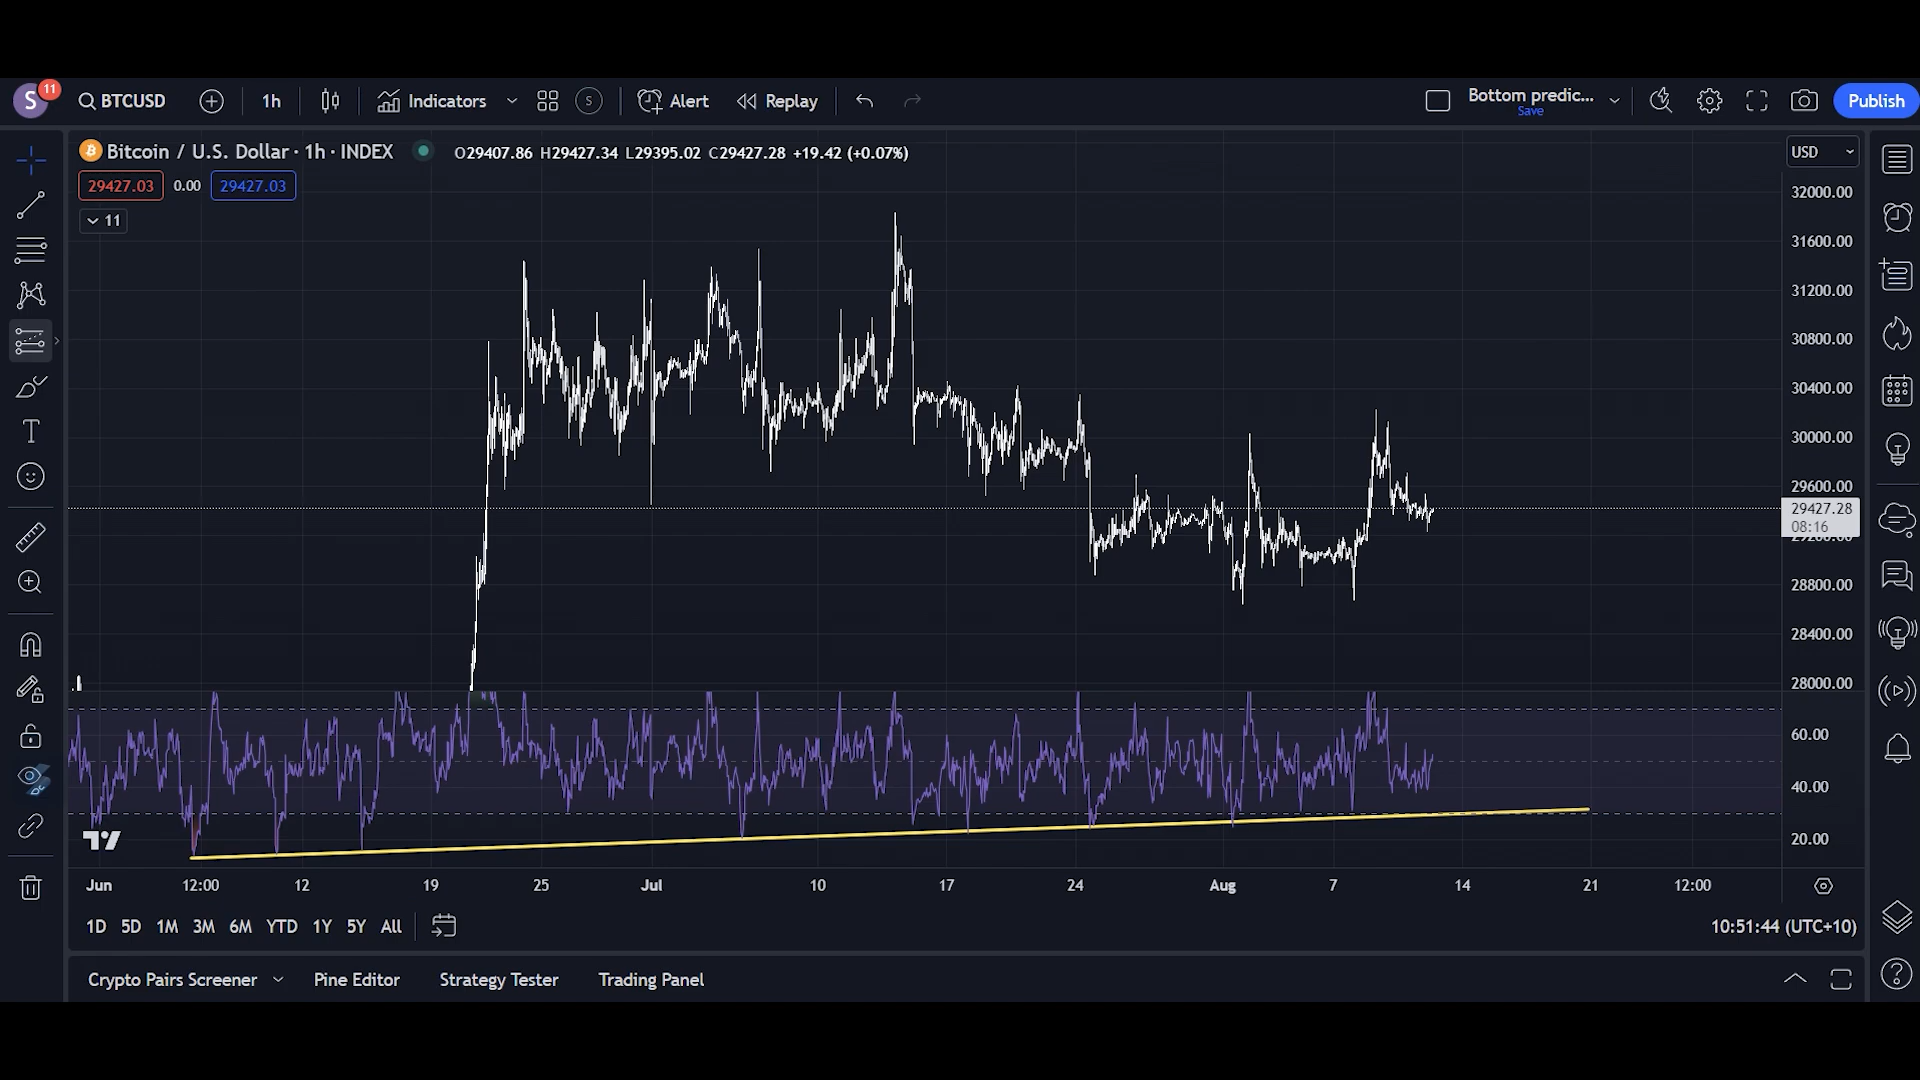 S 11 BTCUSD 1h Indicators S Alert Replay Bottom predic... Publish
Save
Bitcoin / U.S. Dollar · 1h · INDEX O29407.86 H29427.34 L29395.02 C29427.28 +19.42 (+0.07%) USD
29427.03 0.00 29427.03
11
32000.00
31600.00
31200.00
30800.00
30400.00
30000.00
29600.00
29427.28
08:16
28800.00
28400.00
28000.00
60.00
40.00
20.00
Jun 12:00 12 19 25 Jul 10 17 24 Aug 7 14 21 12:00
1D 5D 1M 3M 6M YTD 1Y 5Y All 10:51:44 (UTC+10)
Crypto Pairs Screener Pine Editor Strategy Tester Trading Panel